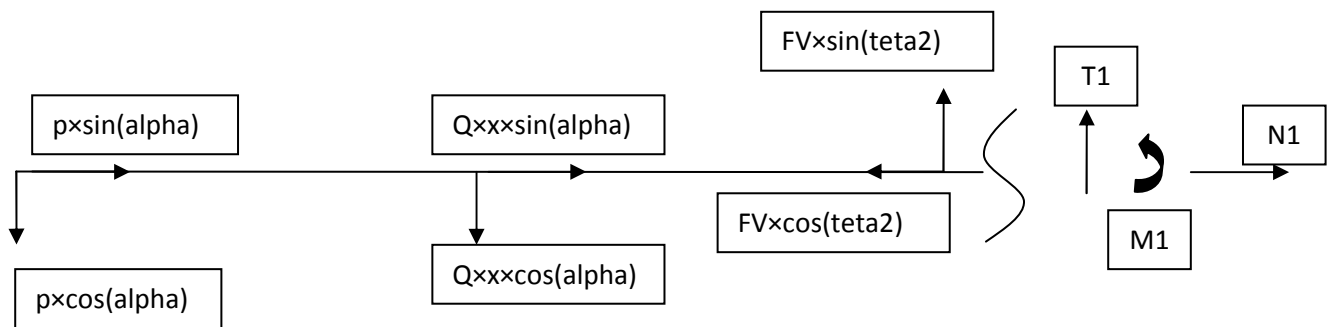 FV×sin(teta2)
T1
p×sin(alpha)
Q×x×sin(alpha)
N1
FV×cos(teta2)
M1
Q×x×cos(alpha)
p×cos(alpha)